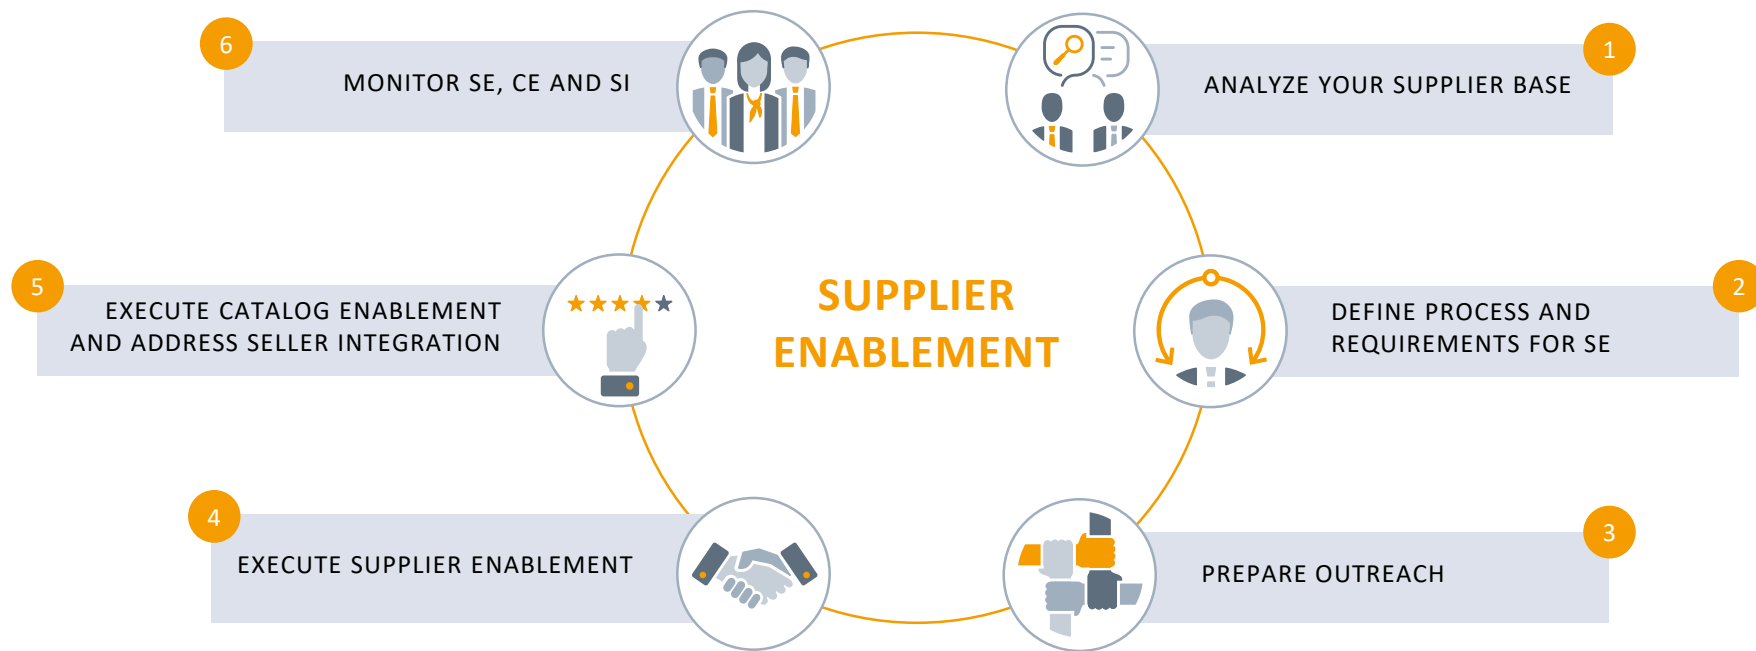 SUPPLIER
ENABLEMENT
1
ANALYZE YOUR SUPPLIER BASE
2
DEFINE PROCESS AND
REQUIREMENTS FOR SE
3
PREPARE OUTREACH
4
EXECUTE SUPPLIER ENABLEMENT
5
EXECUTE CATALOG ENABLEMENT
AND ADDRESS SELLER INTEGRATION
6
MONITOR SE, CE AND SI